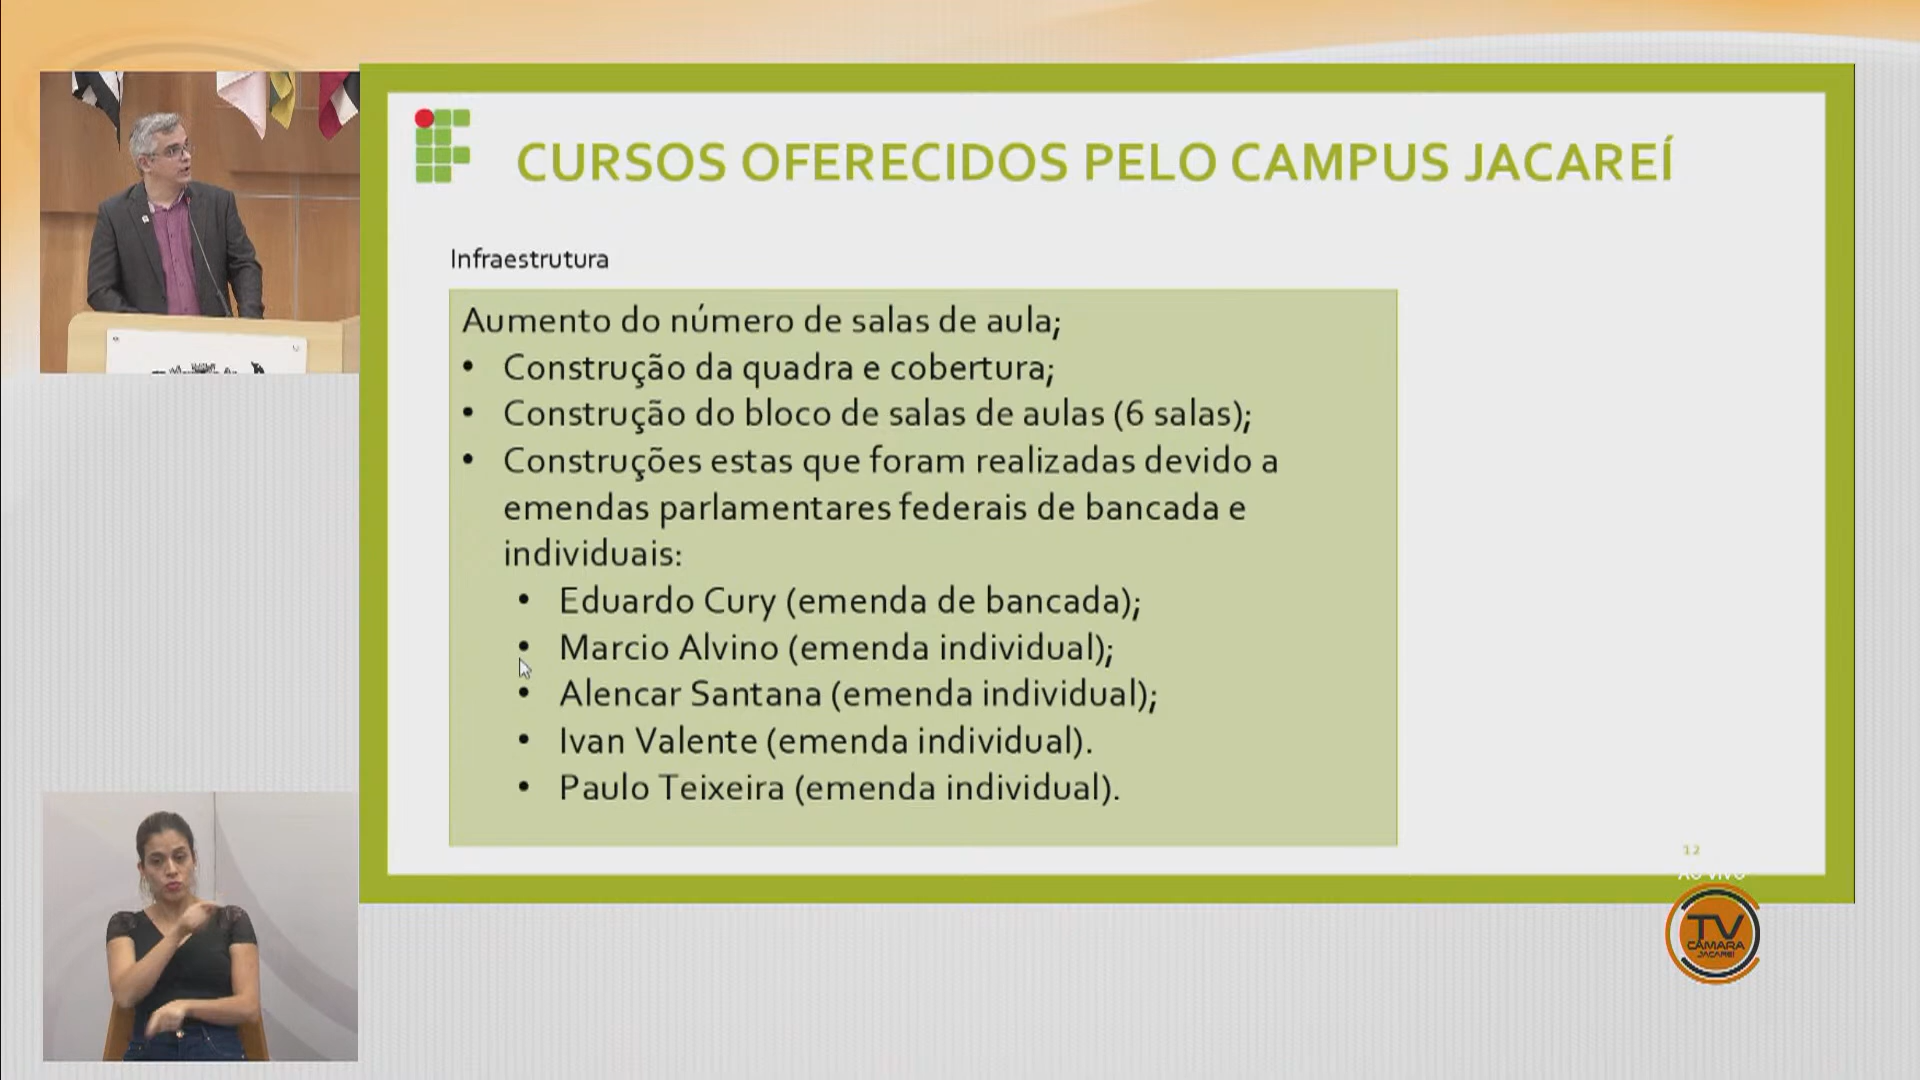 CURSOS OFERECIDOS PELO CAMPUS JACAREÍ
Infraestrutura
Aumento do número de salas de aula;
• Construção da quadra e cobertura;
• Construção do bloco de salas de aulas (6 salas);
• Construções estas que foram realizadas devido a
emendas parlamentares federais de bancada e
individuais:
• Eduardo Cury (emenda de bancada);
• Marcio Alvino (emenda individual);
• Alencar Santana (emenda individual);
• Ivan Valente (emenda individual).
• Paulo Teixeira (emenda individual).
12
AO VIVO
TV
CÂMARA
JACAREÍ